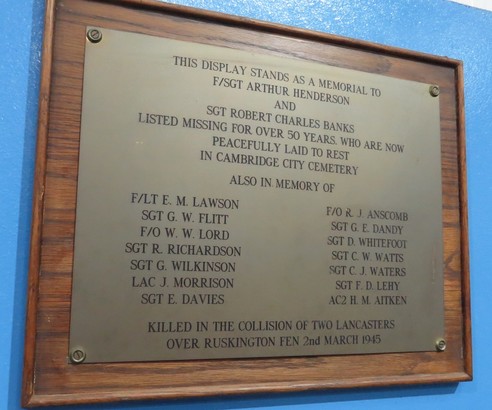 THIS DISPLAY STANDS AS A MEMORIAL TO
F/SGT ARTHUR HENDERSON
AND
SGT ROBERT CHARLES BANKS
LISTED MISSING FOR OVER 50 YEARS, WHO ARE NOW
PEACEFULLY LAID TO REST
IN CAMBRIDGE CITY CEMETERY
ALSO IN MEMORY OF
F/LT E. M. LAWSON
SGT G. W. FLITT
F/O W. W. LORD
SGT R. RICHARDSON
SGT G. WILKINSON
LAC J. MORRISON
SGT E. DAVIES
F/O R. J. ANSCOMB
SGT G. E. DANDY
SGT D. WHITEFOOT
SGT C. W. WATTS
SGT C. J. WATERS
SGT F. D. LEHY
AC2 H. M. AITKEN
KILLED IN THE COLLISION OF TWO LANCASTERS
OVER RUSKINGTON FEN 2nd MARCH 1945